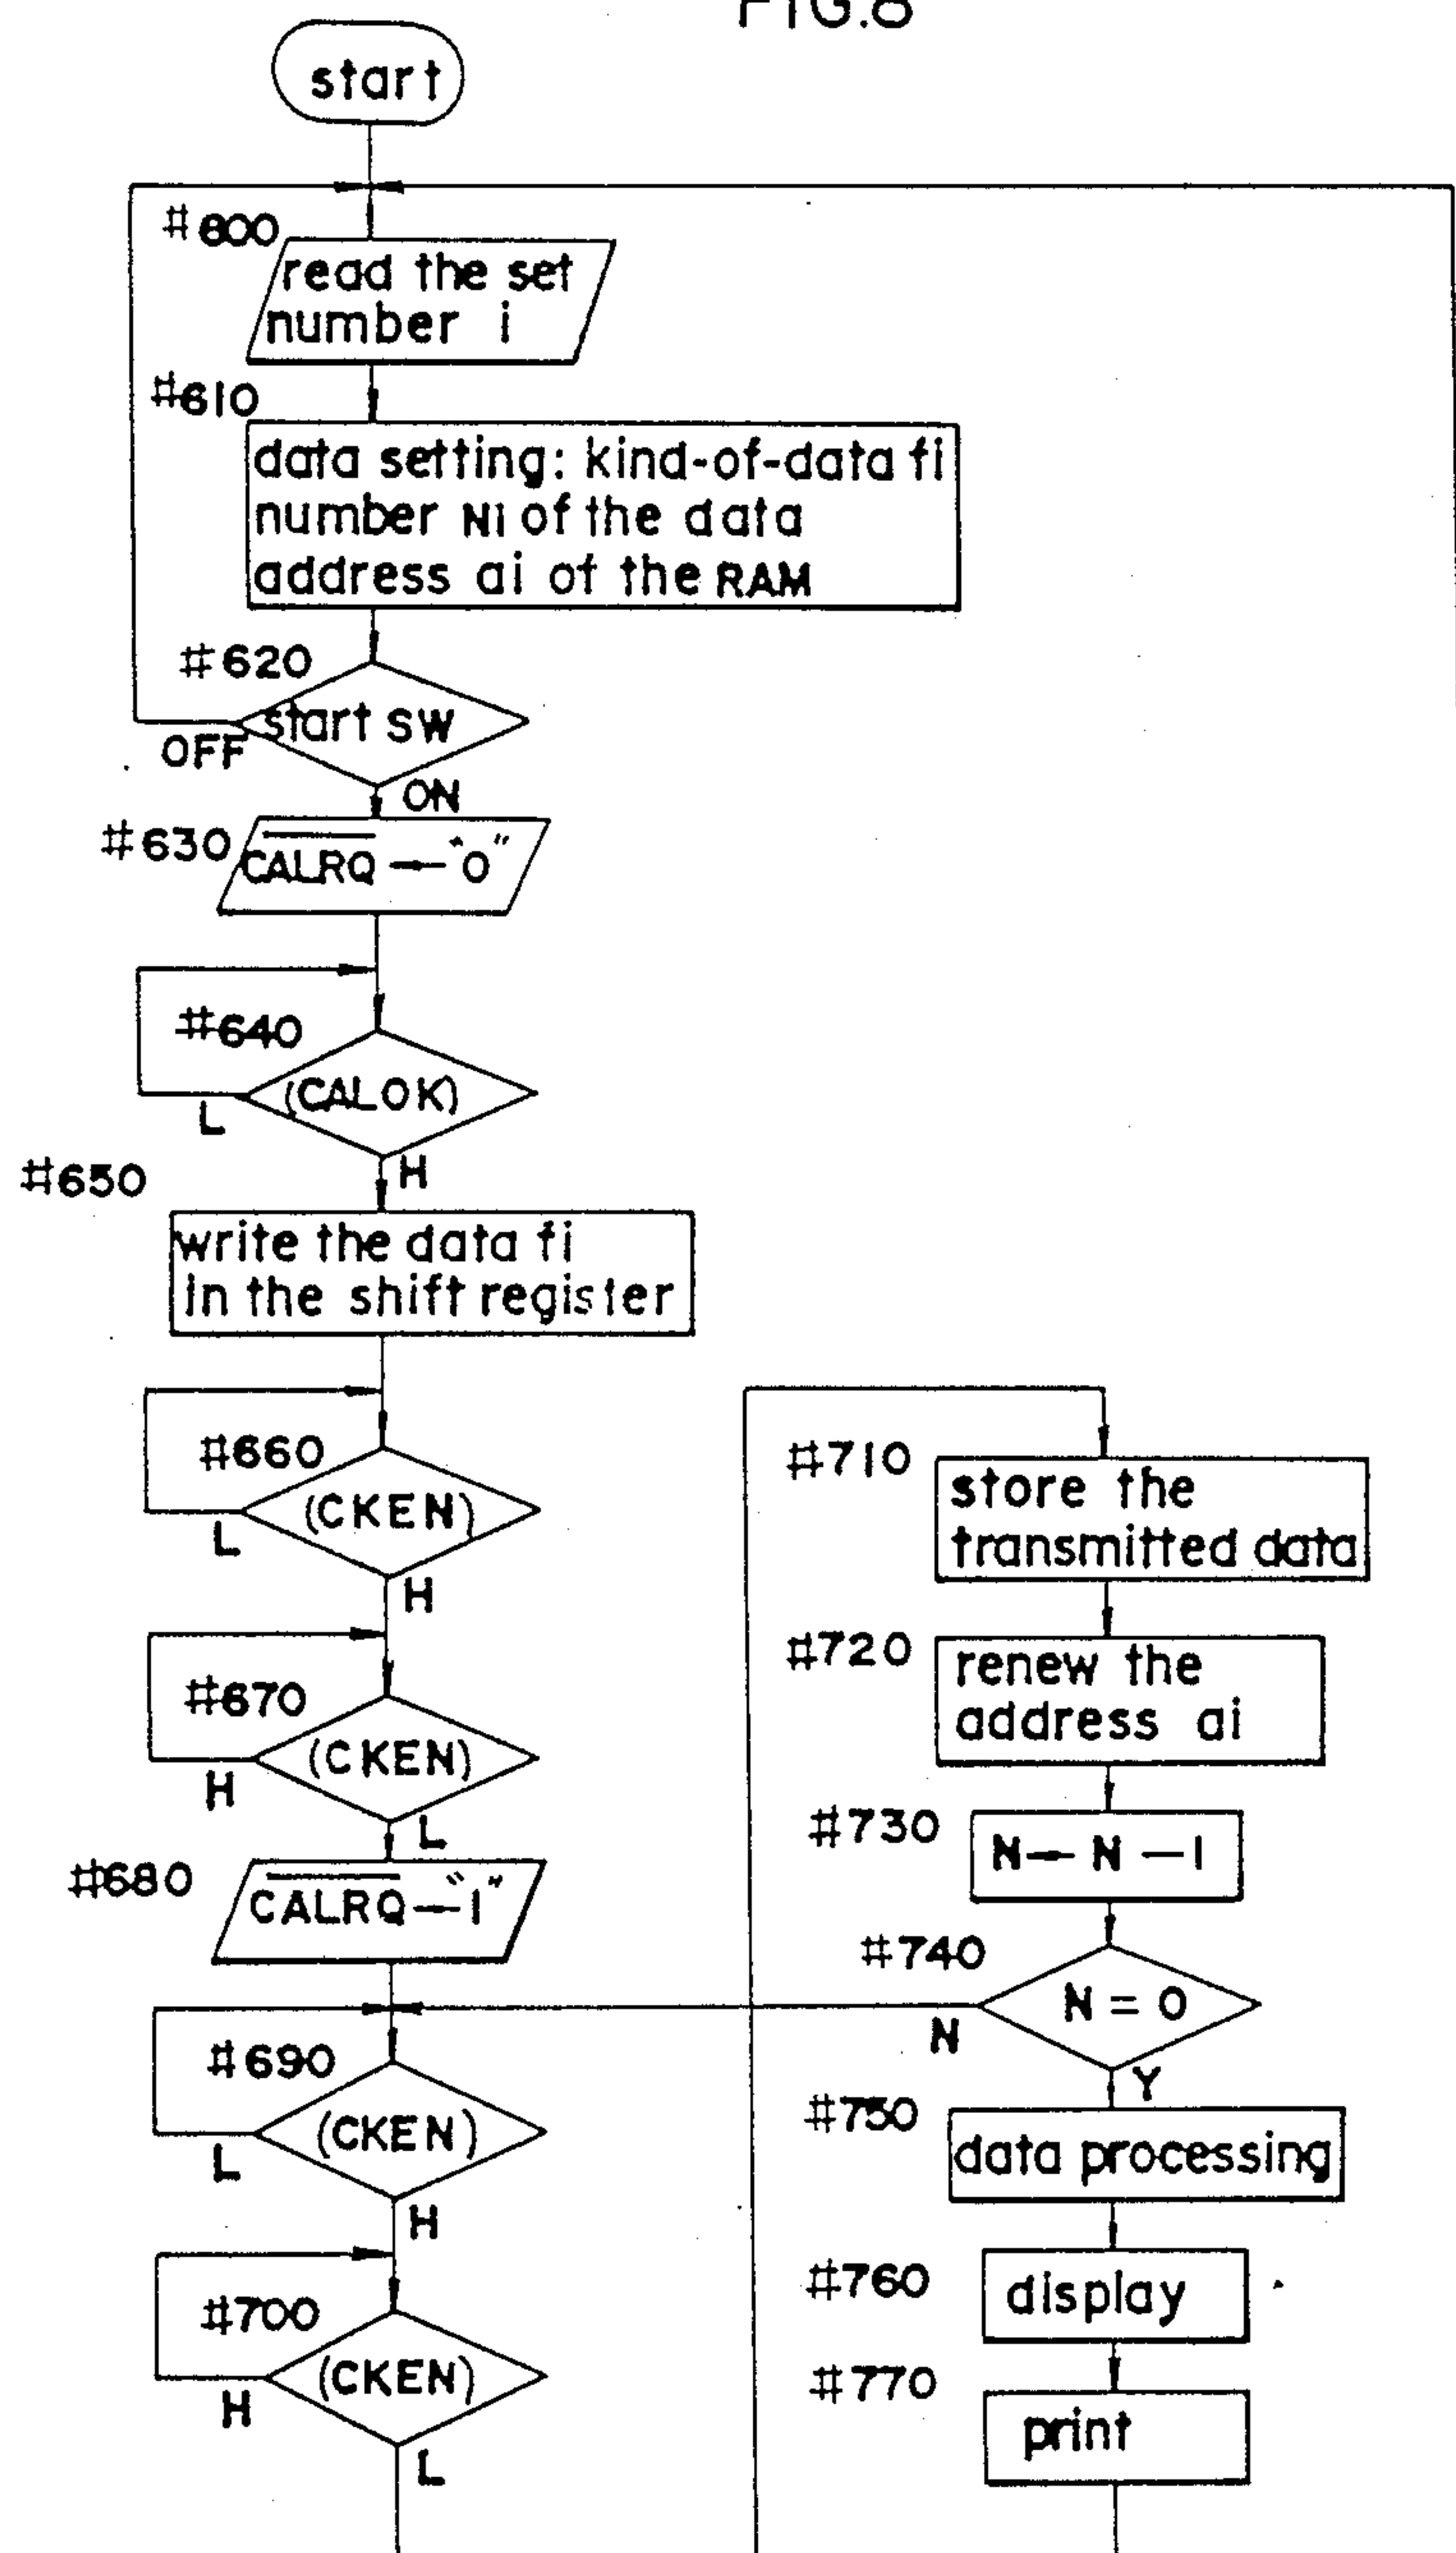 FIG.8
start
#600
read the set
number i
#610
data setting: kind-of-data fi
number Ni of the data
address ai of the RAM
#620
start SW
OFF
ON
#630
CALRQ ← "0"
#640
(CALOK)
L
H
#650
write the data fi
in the shift register
#660
(CKEN)
L
H
#670
(CKEN)
H
L
#680
CALRQ ← "1"
#690
(CKEN)
L
H
#700
(CKEN)
H
L
#710
store the
transmitted data
#720
renew the
address ai
#730
N ← N – 1
#740
N = 0
N
Y
#750
data processing
#760
display
#770
print